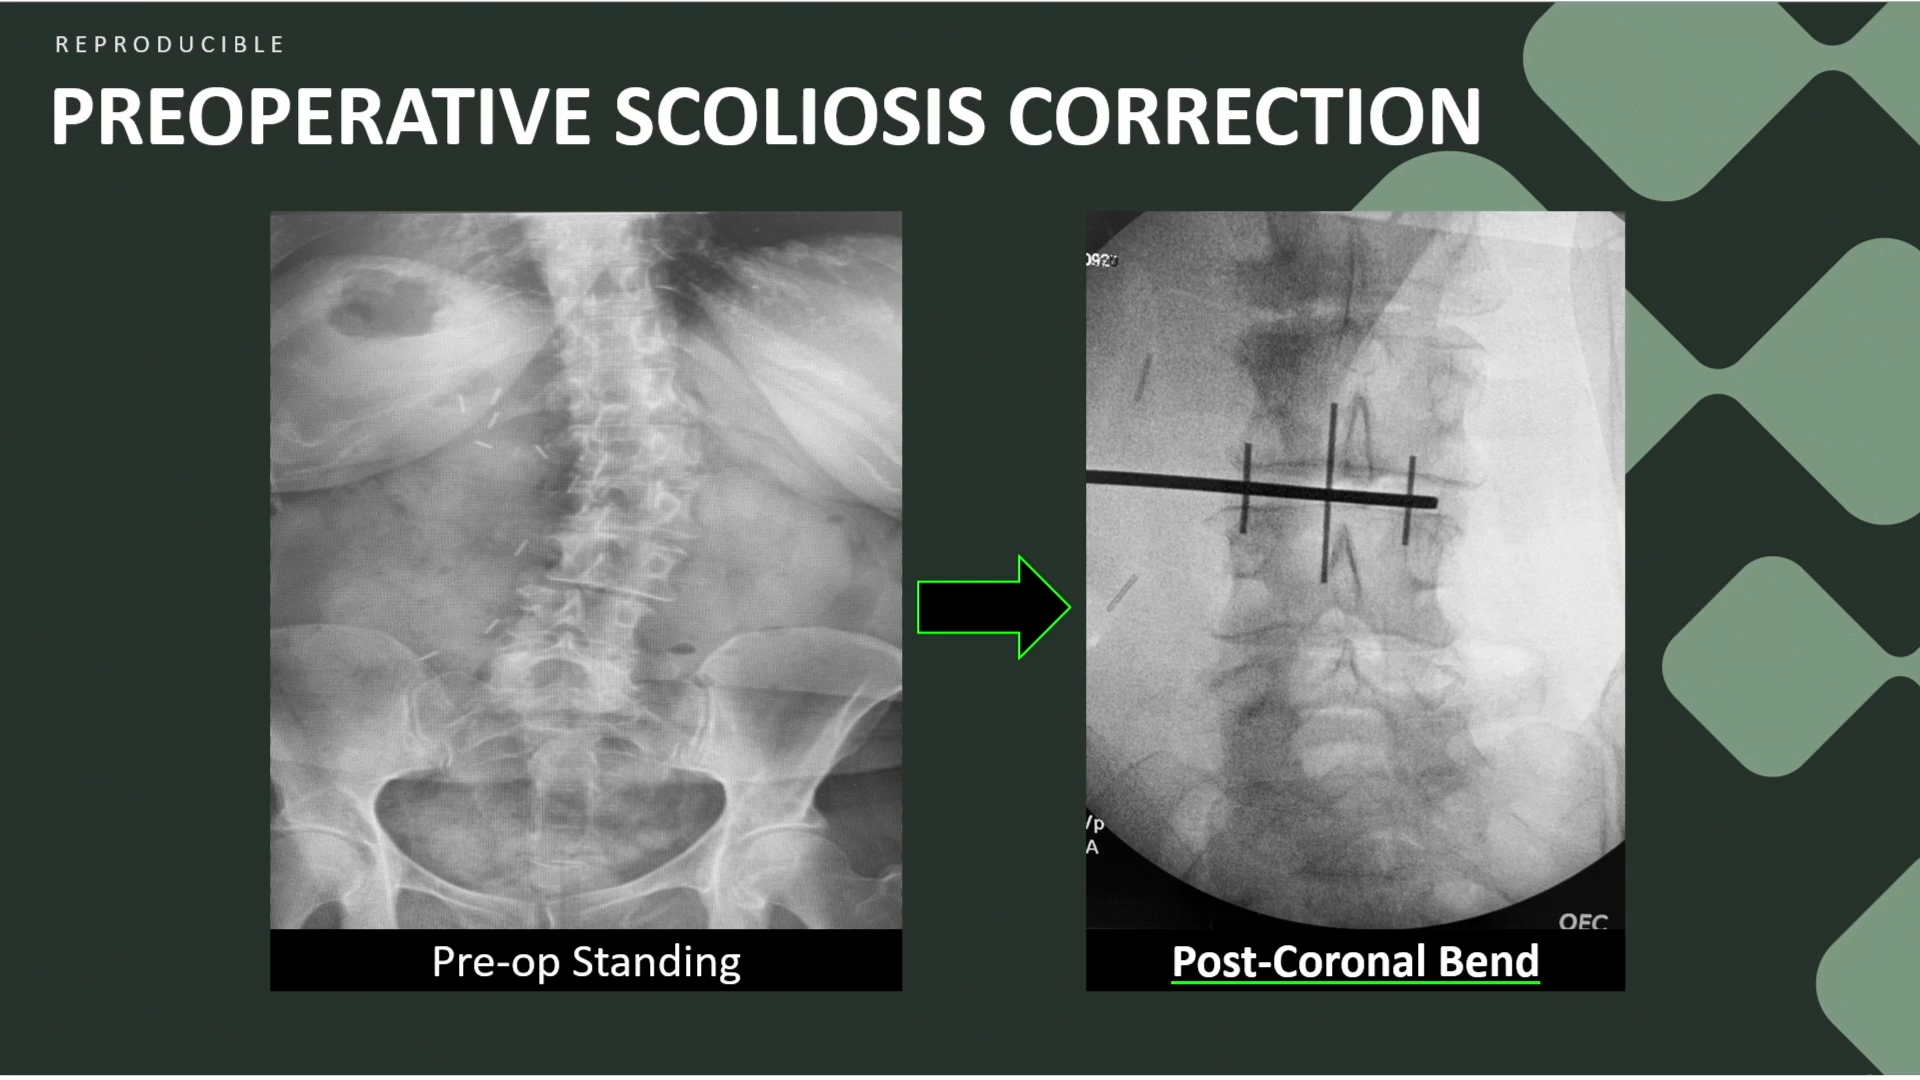 REPRODUCIBLE
PREOPERATIVE SCOLIOSIS CORRECTION
Pre-op Standing
Post-Coronal Bend
OEC